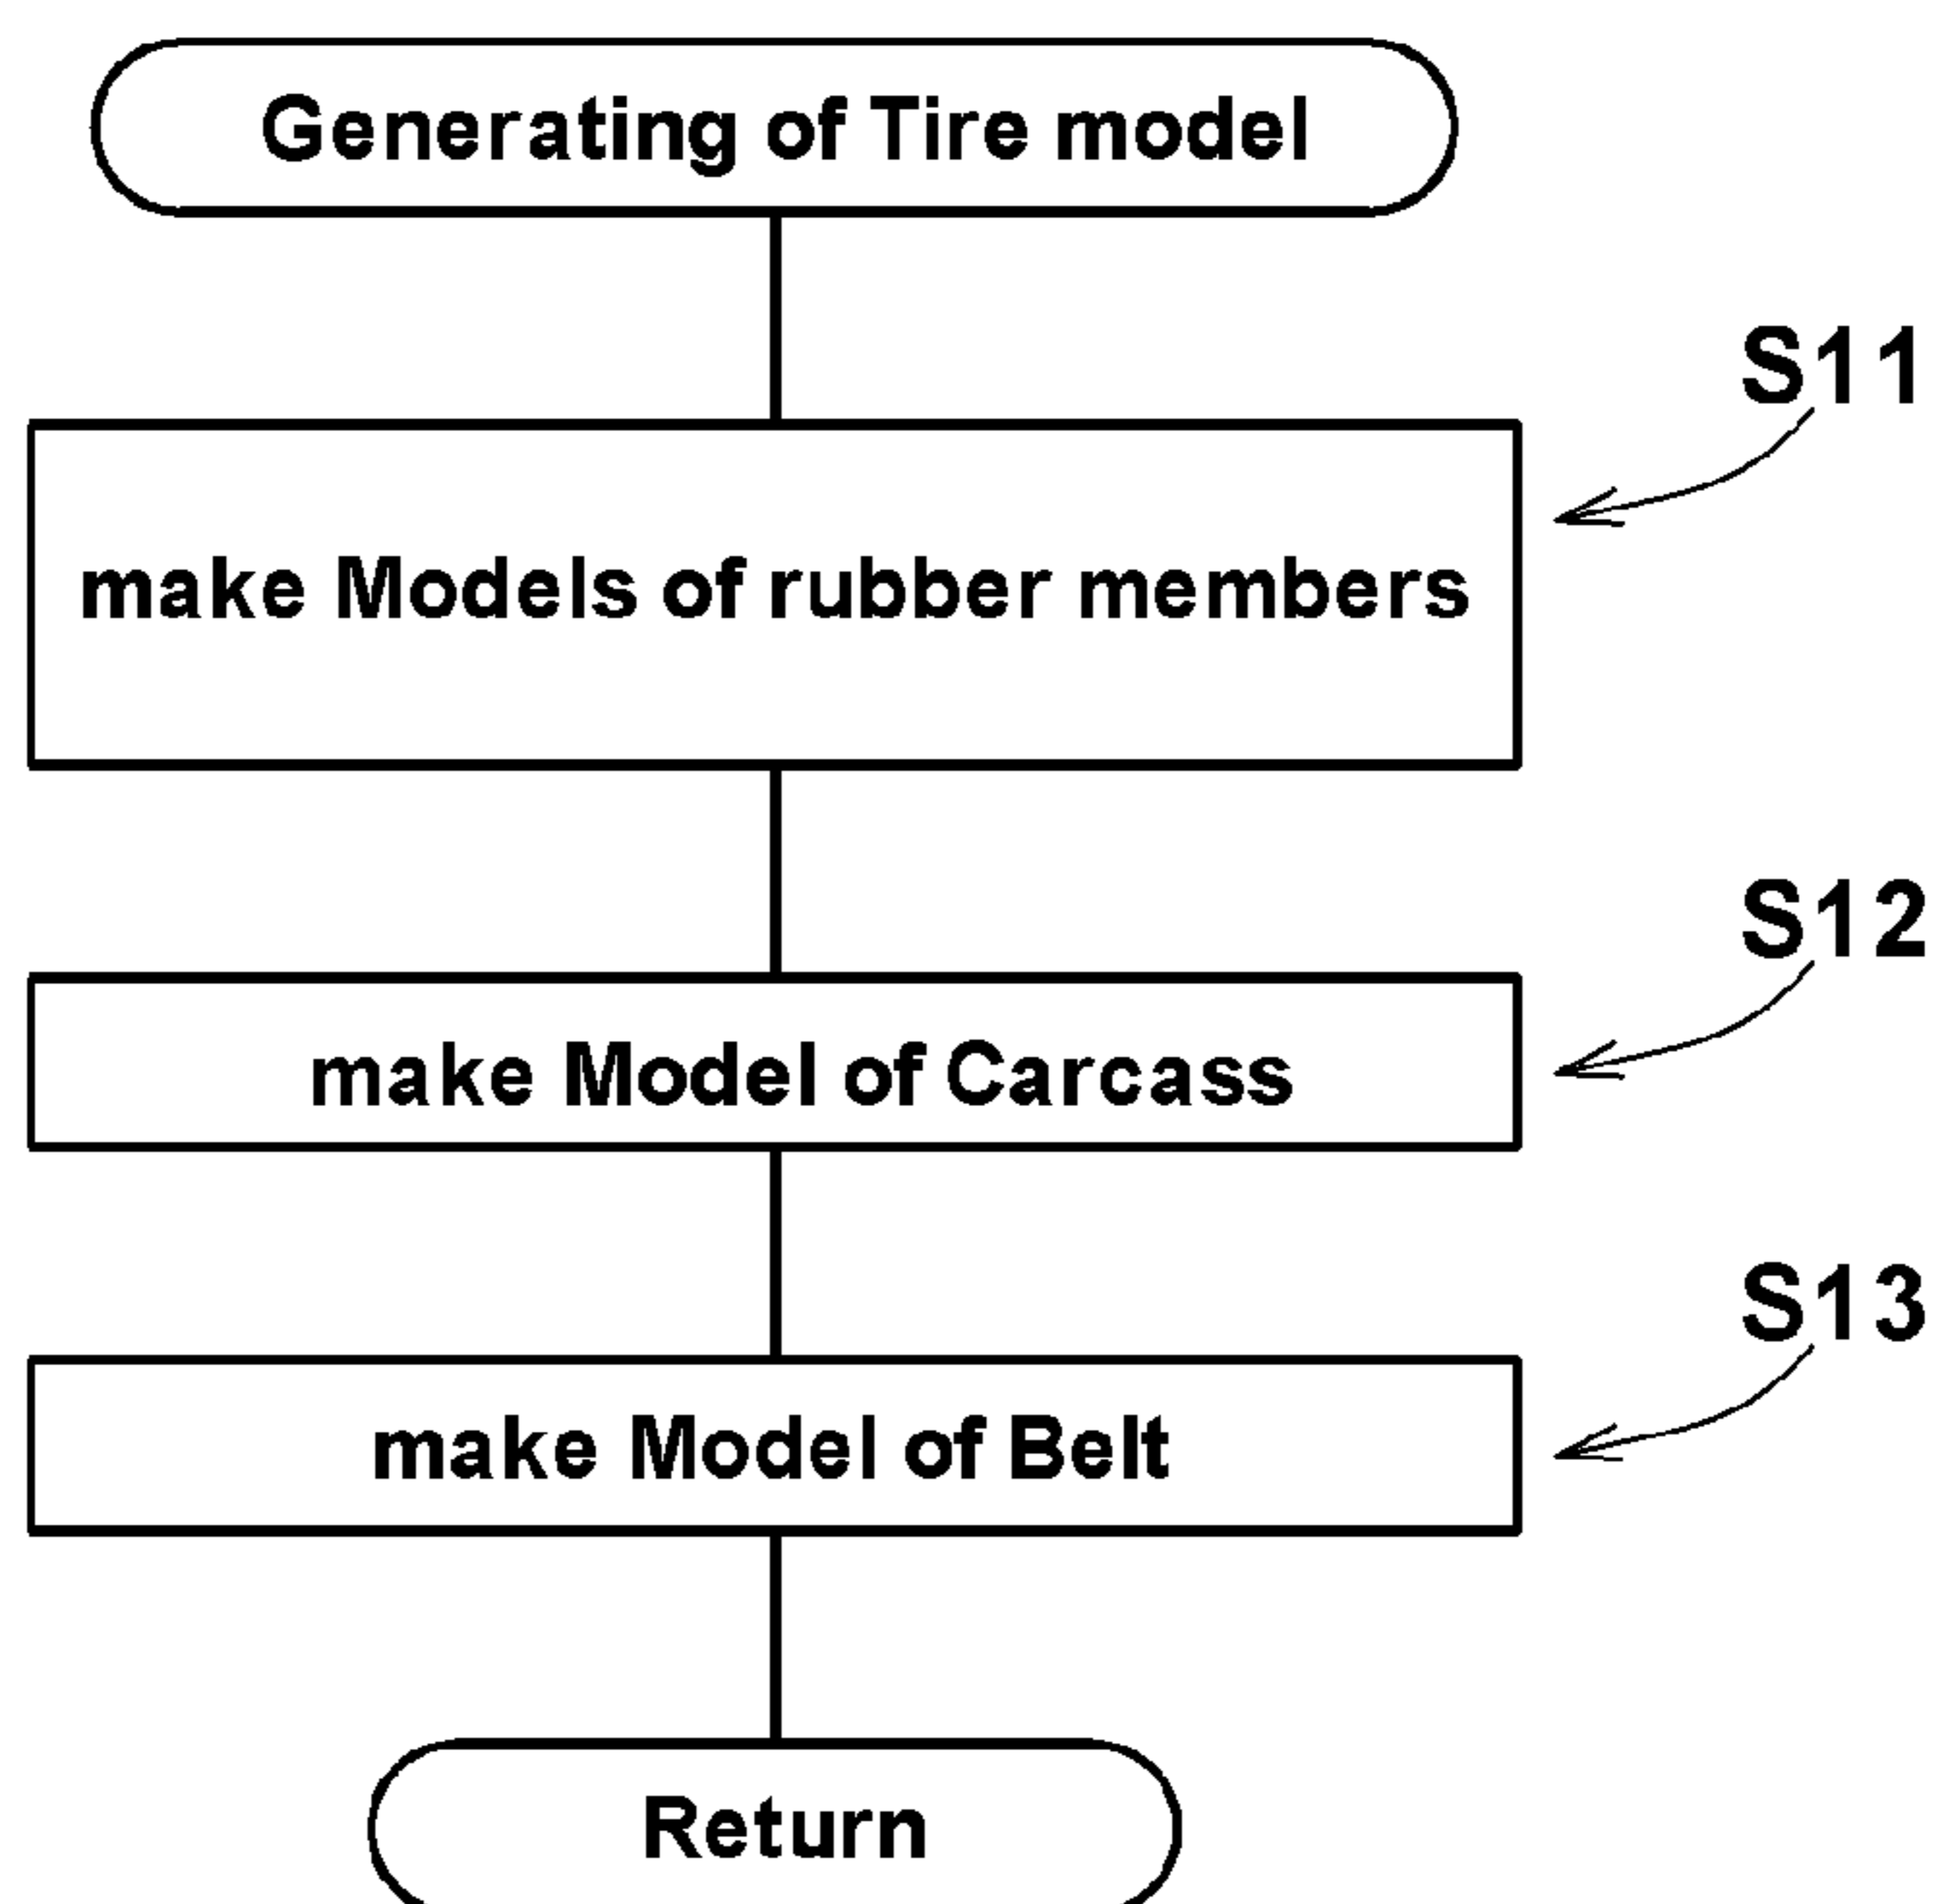 Generating of Tire model
S11
make Models of rubber members
S12
make Model of Carcass
S13
make Model of Belt
Return